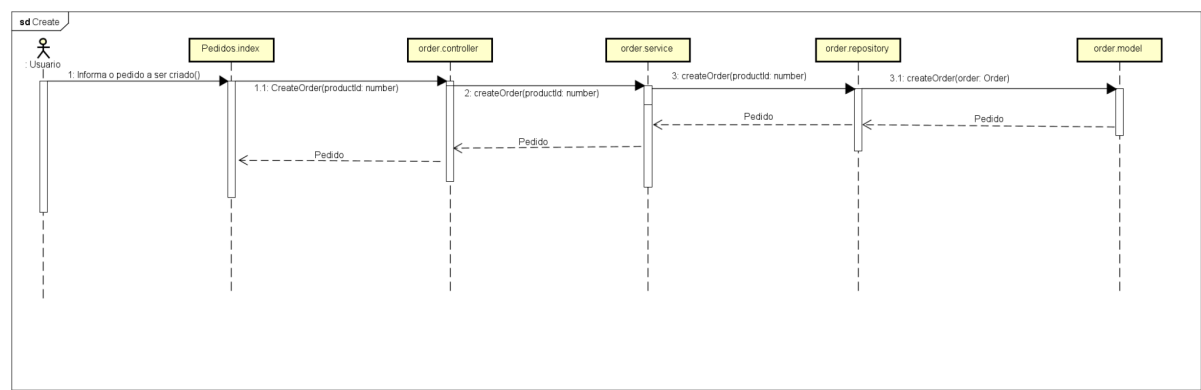 sd Create
: Usuario
Pedidos.index
order.controller
order.service
order.repository
order.model
1: Informa o pedido a ser criado()
1.1: CreateOrder(productId: number)
2: createOrder(productId: number)
3: createOrder(productId: number)
3.1: createOrder(order: Order)
Pedido
Pedido
Pedido
Pedido